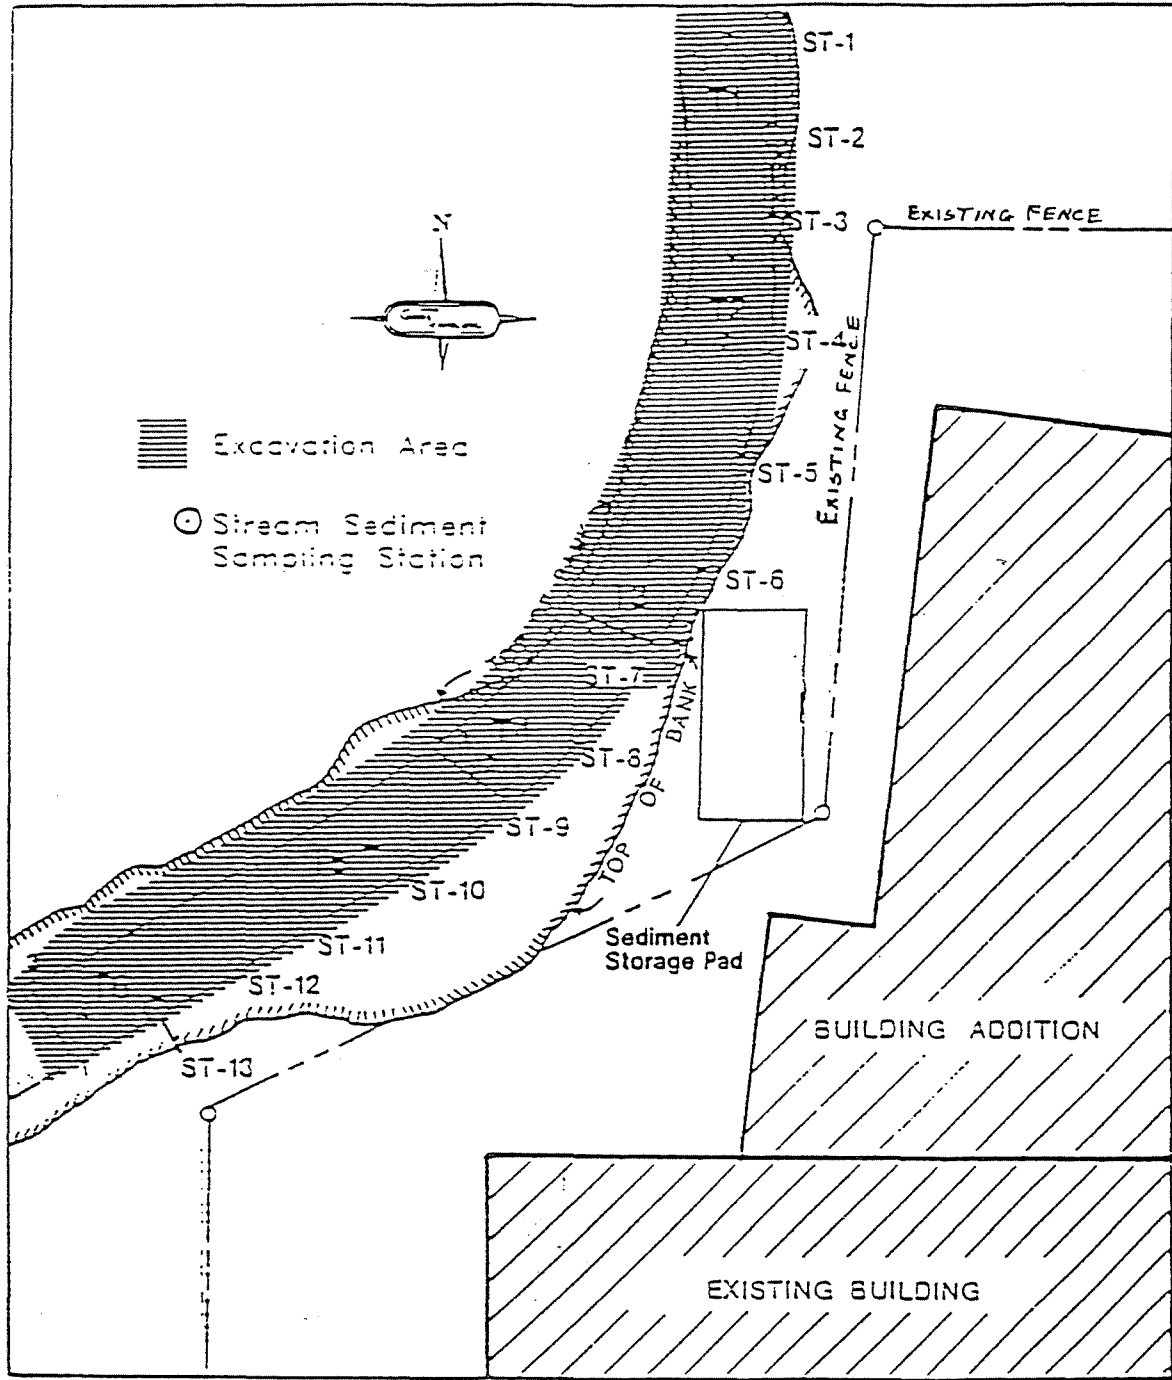 ST-1
ST-2
ST-3
EXISTING FENCE
N
ST-4
EXISTING FENCE
Excavation Area
ST-5
Stream Sediment
Sampling Station
ST-6
ST-7
TOP OF BANK
ST-8
ST-9
ST-10
Sediment
Storage Pad
ST-11
ST-12
BUILDING ADDITION
ST-13
EXISTING BUILDING